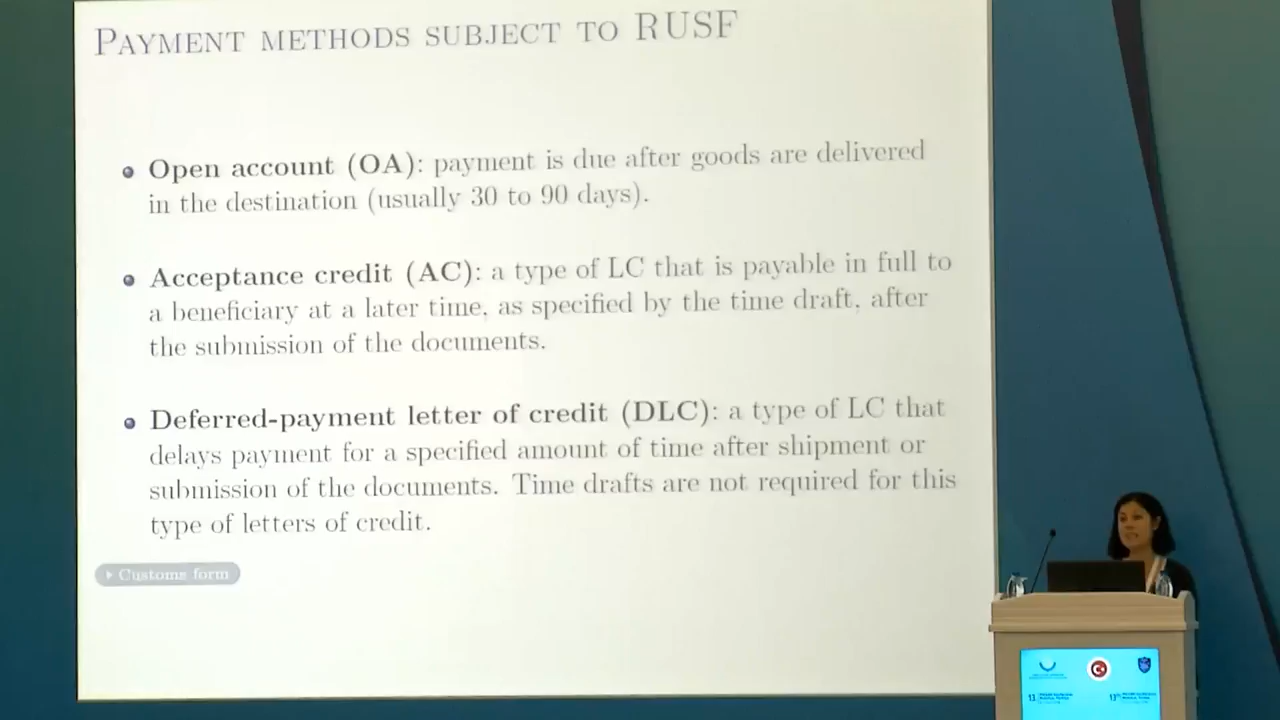 PAYMENT METHODS SUBJECT TO RUSF
Open account (OA): payment is due after goods are delivered
in the destination (usually 30 to 90 days).
Acceptance credit (AC): a type of LC that is payable in full to
a beneficiary at a later time, as specified by the time draft, after
the submission of the documents.
Deferred-payment letter of credit (DLC): a type of LC that
delays payment for a specified amount of time after shipment or
submission of the documents. Time drafts are not required for this
type of letters of credit.
Customs form